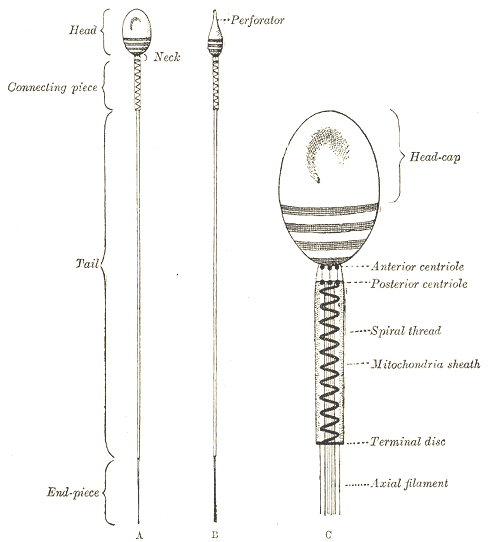 Head
Perforator
Neck
Connecting piece
Head-cap
Tail
Anterior centriole
Posterior centriole
Spiral thread
Mitochondria sheath
Terminal disc
Axial filament
End-piece
A
B
C